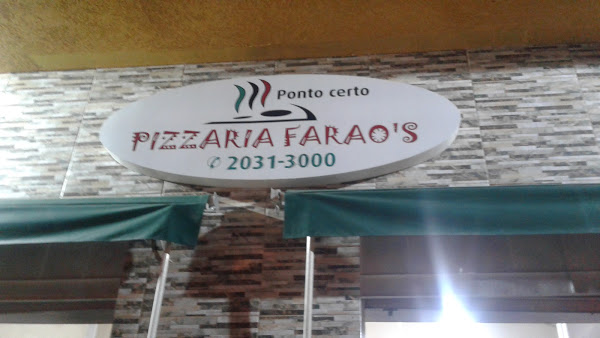 Ponto certo
PIZZARIA FARAO'S
✆ 2031-3000